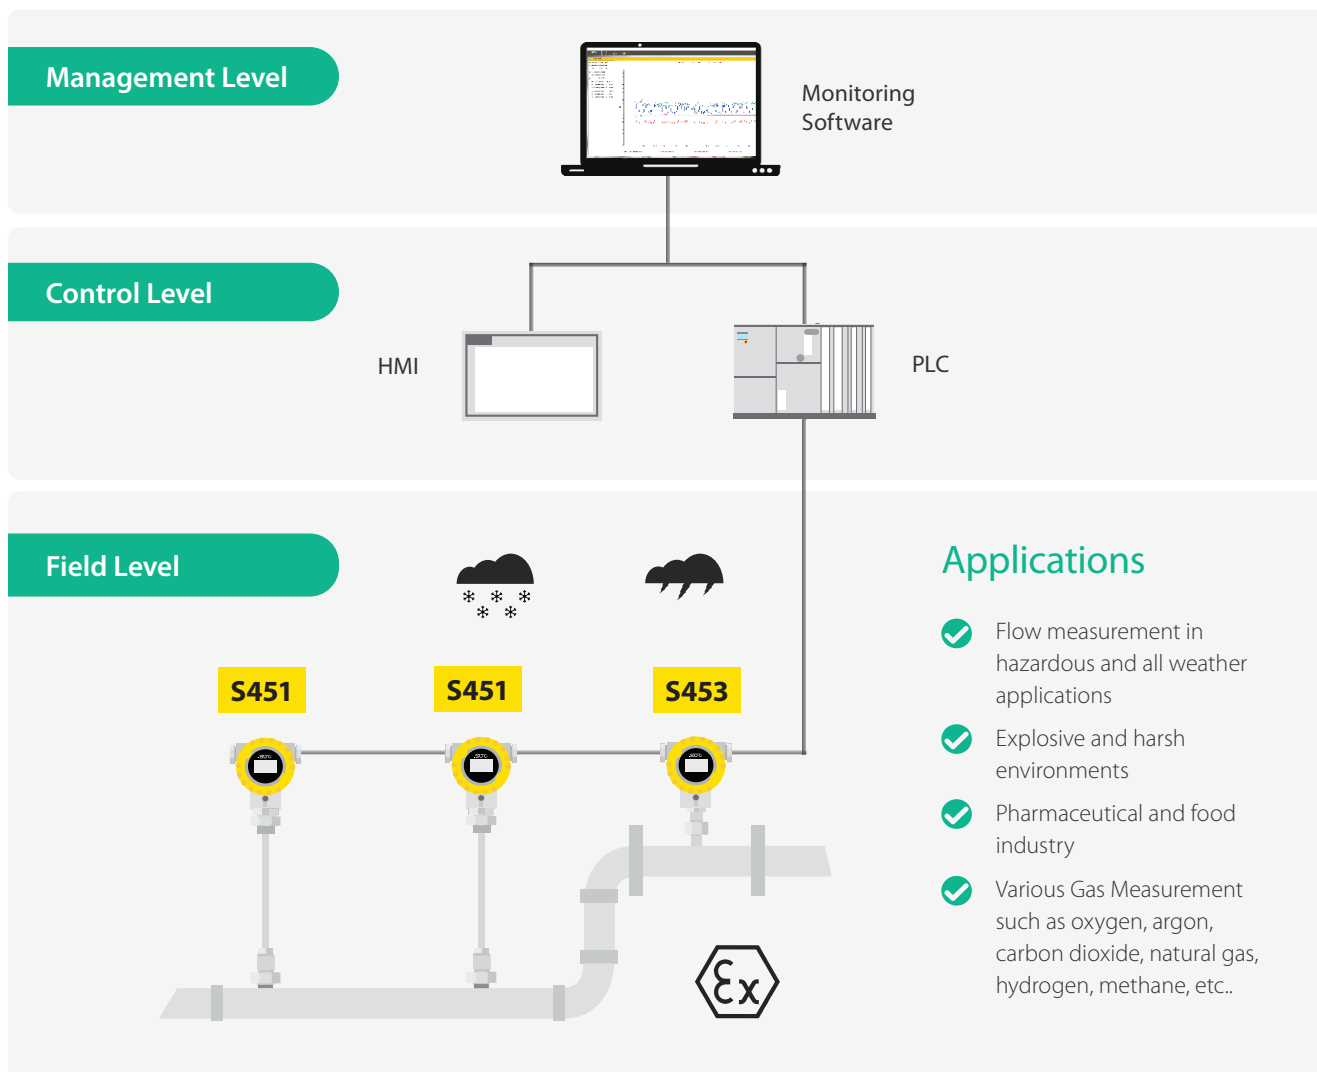 Management Level
Monitoring
Software
Control Level
HMI
PLC
Field Level
S451
S451
S453
Applications
Flow measurement in
hazardous and all weather
applications
Explosive and harsh
environments
Pharmaceutical and food
industry
Various Gas Measurement
such as oxygen, argon,
carbon dioxide, natural gas,
hydrogen, methane, etc..
Ex